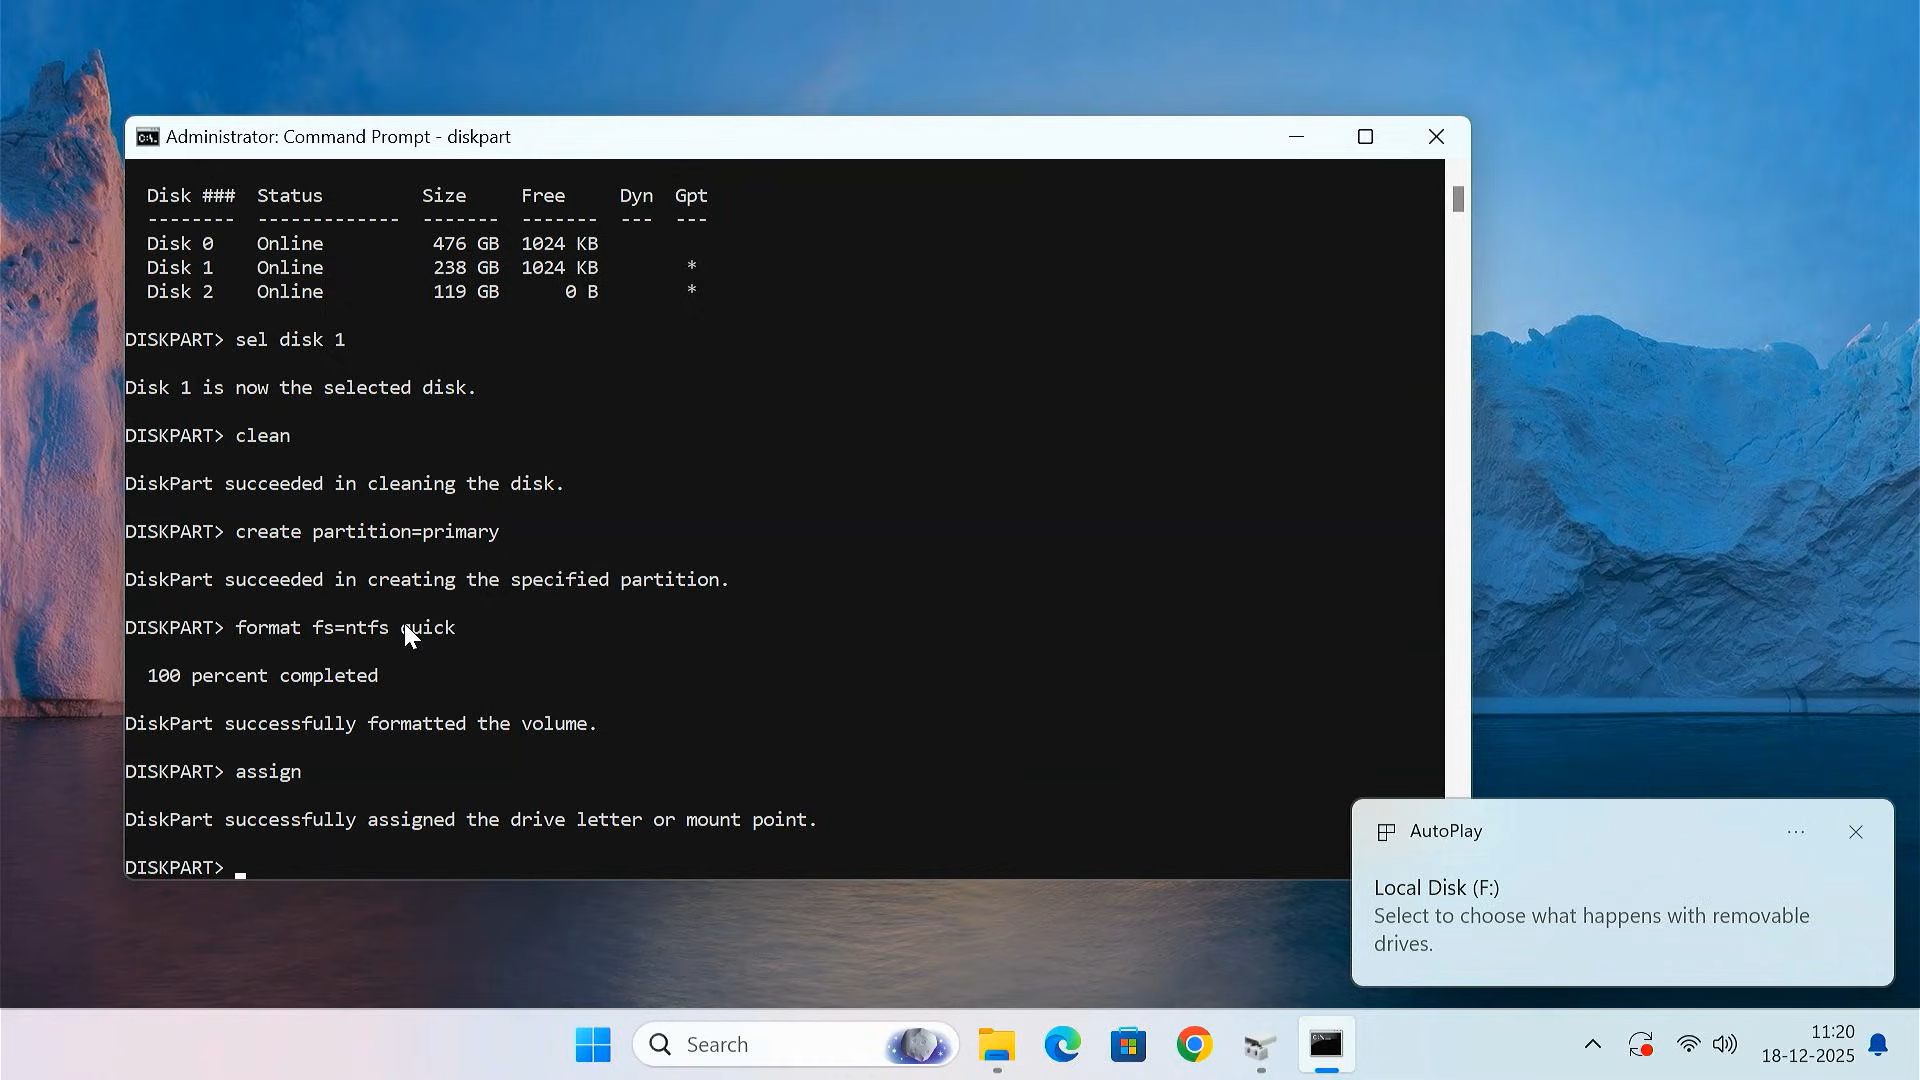 Administrator: Command Prompt - diskpart
Disk ###  Status         Size     Free     Dyn  Gpt
--------  -------------  -------  -------  ---  ---
Disk 0    Online          476 GB  1024 KB
Disk 1    Online          238 GB  1024 KB        *
Disk 2    Online          119 GB      0 B        *
DISKPART> sel disk 1
Disk 1 is now the selected disk.
DISKPART> clean
DiskPart succeeded in cleaning the disk.
DISKPART> create partition=primary
DiskPart succeeded in creating the specified partition.
DISKPART> format fs=ntfs quick
100 percent completed
DiskPart successfully formatted the volume.
DISKPART> assign
DiskPart successfully assigned the drive letter or mount point.
DISKPART>
AutoPlay
Local Disk (F:)
Select to choose what happens with removable
drives.
Search
11:20
18-12-2025